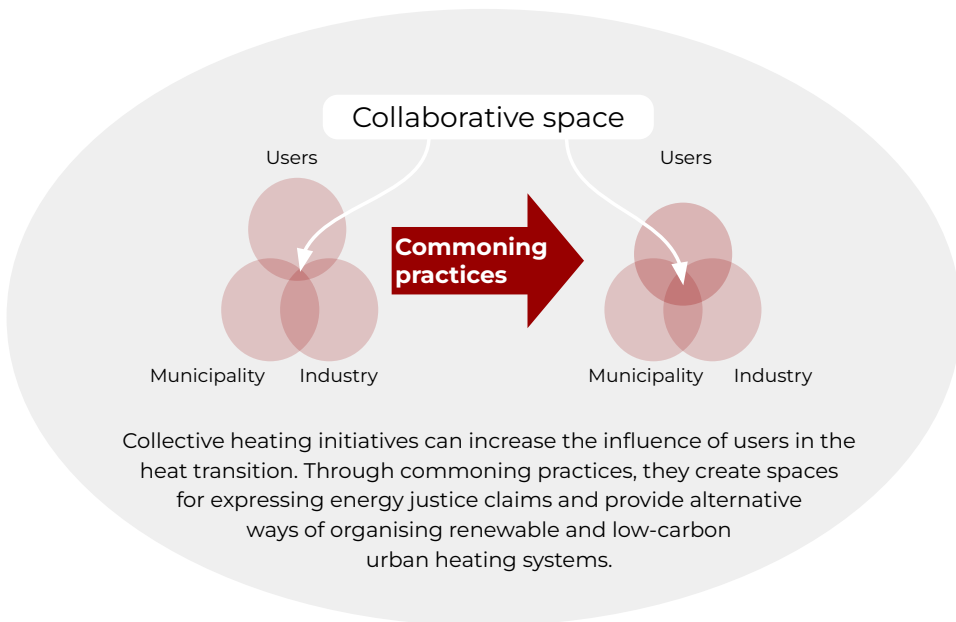 Collaborative space
Users
Users
Commoning
practices
Municipality
Industry
Municipality
Industry
Collective heating initiatives can increase the influence of users in the
heat transition. Through commoning practices, they create spaces
for expressing energy justice claims and provide alternative
ways of organising renewable and low-carbon
urban heating systems.